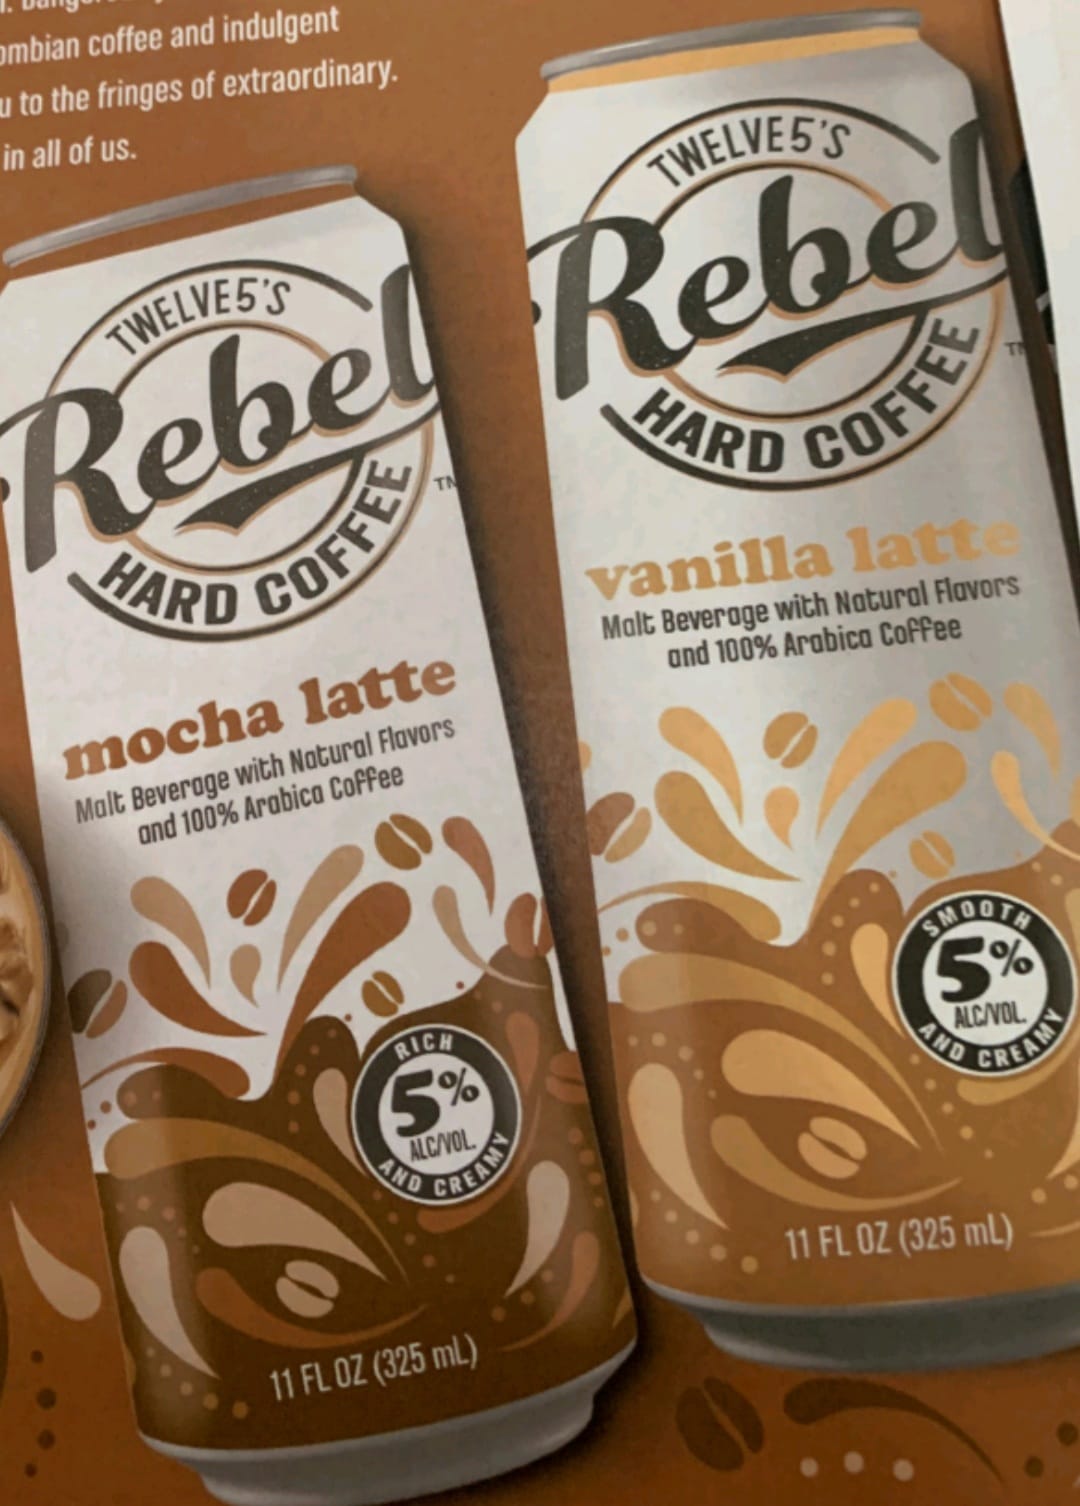 ombian coffee and indulgent
u to the fringes of extraordinary.
in all of us.
TWELVE5'S
Rebel
HARD COFFEE
mocha latte
Malt Beverage with Natural Flavors
and 100% Arabica Coffee
RICH
5%
ALC/VOL.
AND CREAMY
11 FL OZ (325 mL)
TWELVE5'S
Rebel
HARD COFFEE
TM
vanilla latte
Malt Beverage with Natural Flavors
and 100% Arabica Coffee
SMOOTH
5%
ALC/VOL.
AND CREAMY
11 FL OZ (325 mL)